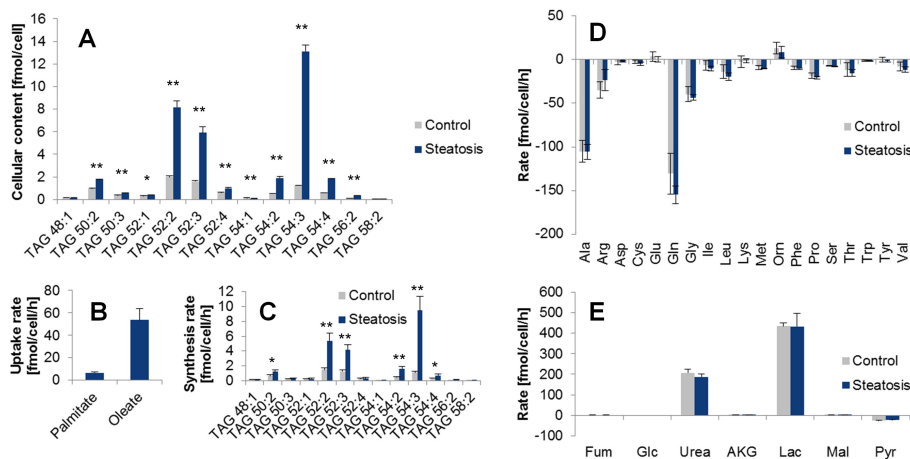 A
Cellular content [fmol/cell]
16
14
12
10
8
6
4
2
0
** ** * ** ** ** ** ** ** ** **
Control
Steatosis
TAG 48:1 TAG 50:2 TAG 50:3 TAG 52:1 TAG 52:2 TAG 52:3 TAG 52:4 TAG 54:1 TAG 54:2 TAG 54:3 TAG 54:4 TAG 56:2 TAG 58:2
B
Uptake rate
[fmol/cell/h]
80
60
40
20
0
Palmitate Oleate
C
Synthesis rate
[fmol/cell/h]
12
10
8
6
4
2
0
Control
Steatosis
* ** ** ** ** *
TAG 48:1 TAG 50:2 TAG 50:3 TAG 52:1 TAG 52:2 TAG 52:3 TAG 52:4 TAG 54:1 TAG 54:2 TAG 54:3 TAG 54:4 TAG 56:2 TAG 58:2
D
Rate [fmol/cell/h]
50
0
-50
-100
-150
-200
Control
Steatosis
Ala Arg Asp Cys Glu Gln Gly Ile Leu Lys Met Orn Phe Pro Ser Thr Trp Tyr Val
E
Rate [fmol/cell/h]
500
400
300
200
100
0
-100
Control
Steatosis
Fum Glc Urea AKG Lac Mal Pyr